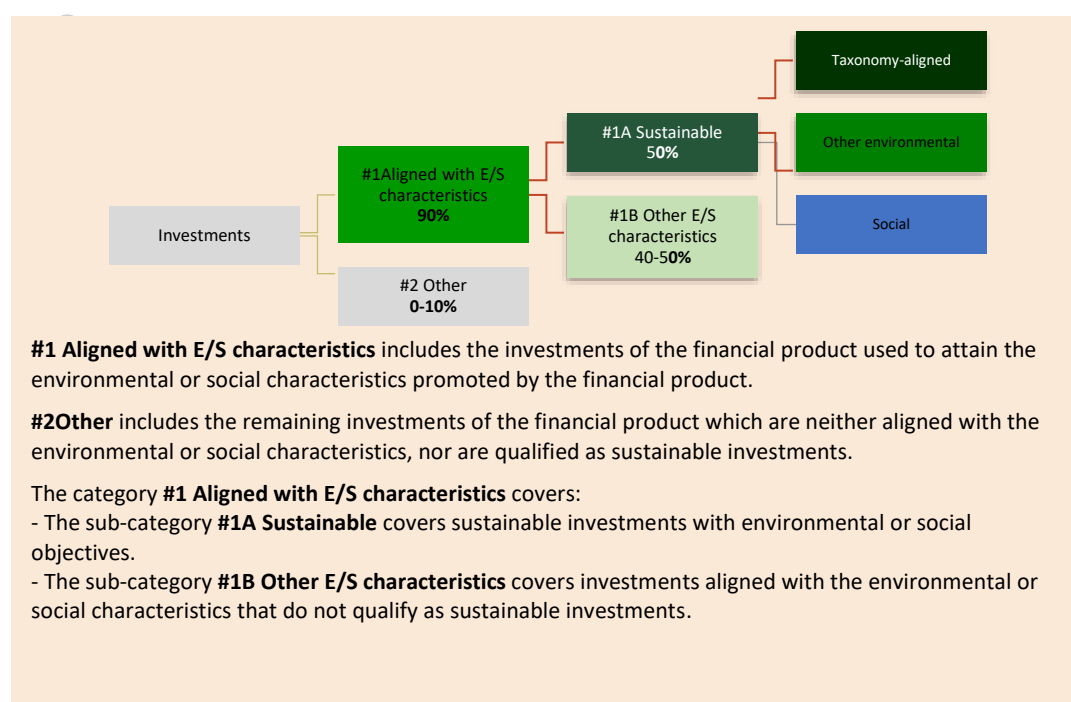 Taxonomy-aligned
#1A Sustainable
50%
Other environmental
#1Aligned with E/S
characteristics
90%
#1B Other E/S
characteristics
40-50%
Social
Investments
#2 Other
0-10%
#1 Aligned with E/S characteristics includes the investments of the financial product used to attain the
environmental or social characteristics promoted by the financial product.
#2Other includes the remaining investments of the financial product which are neither aligned with the
environmental or social characteristics, nor are qualified as sustainable investments.
The category #1 Aligned with E/S characteristics covers:
- The sub-category #1A Sustainable covers sustainable investments with environmental or social
objectives.
- The sub-category #1B Other E/S characteristics covers investments aligned with the environmental or
social characteristics that do not qualify as sustainable investments.